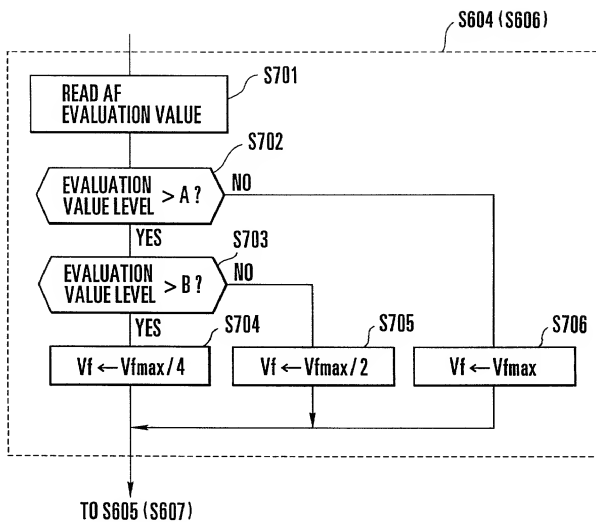 S604 (S606)
S701
READ AF
EVALUATION VALUE
S702
EVALUATION
VALUE LEVEL > A ?
NO
YES
S703
EVALUATION
VALUE LEVEL > B ?
NO
YES
S704
S705
S706
Vf ← Vfmax / 4
Vf ← Vfmax / 2
Vf ← Vfmax
TO S605 (S607)